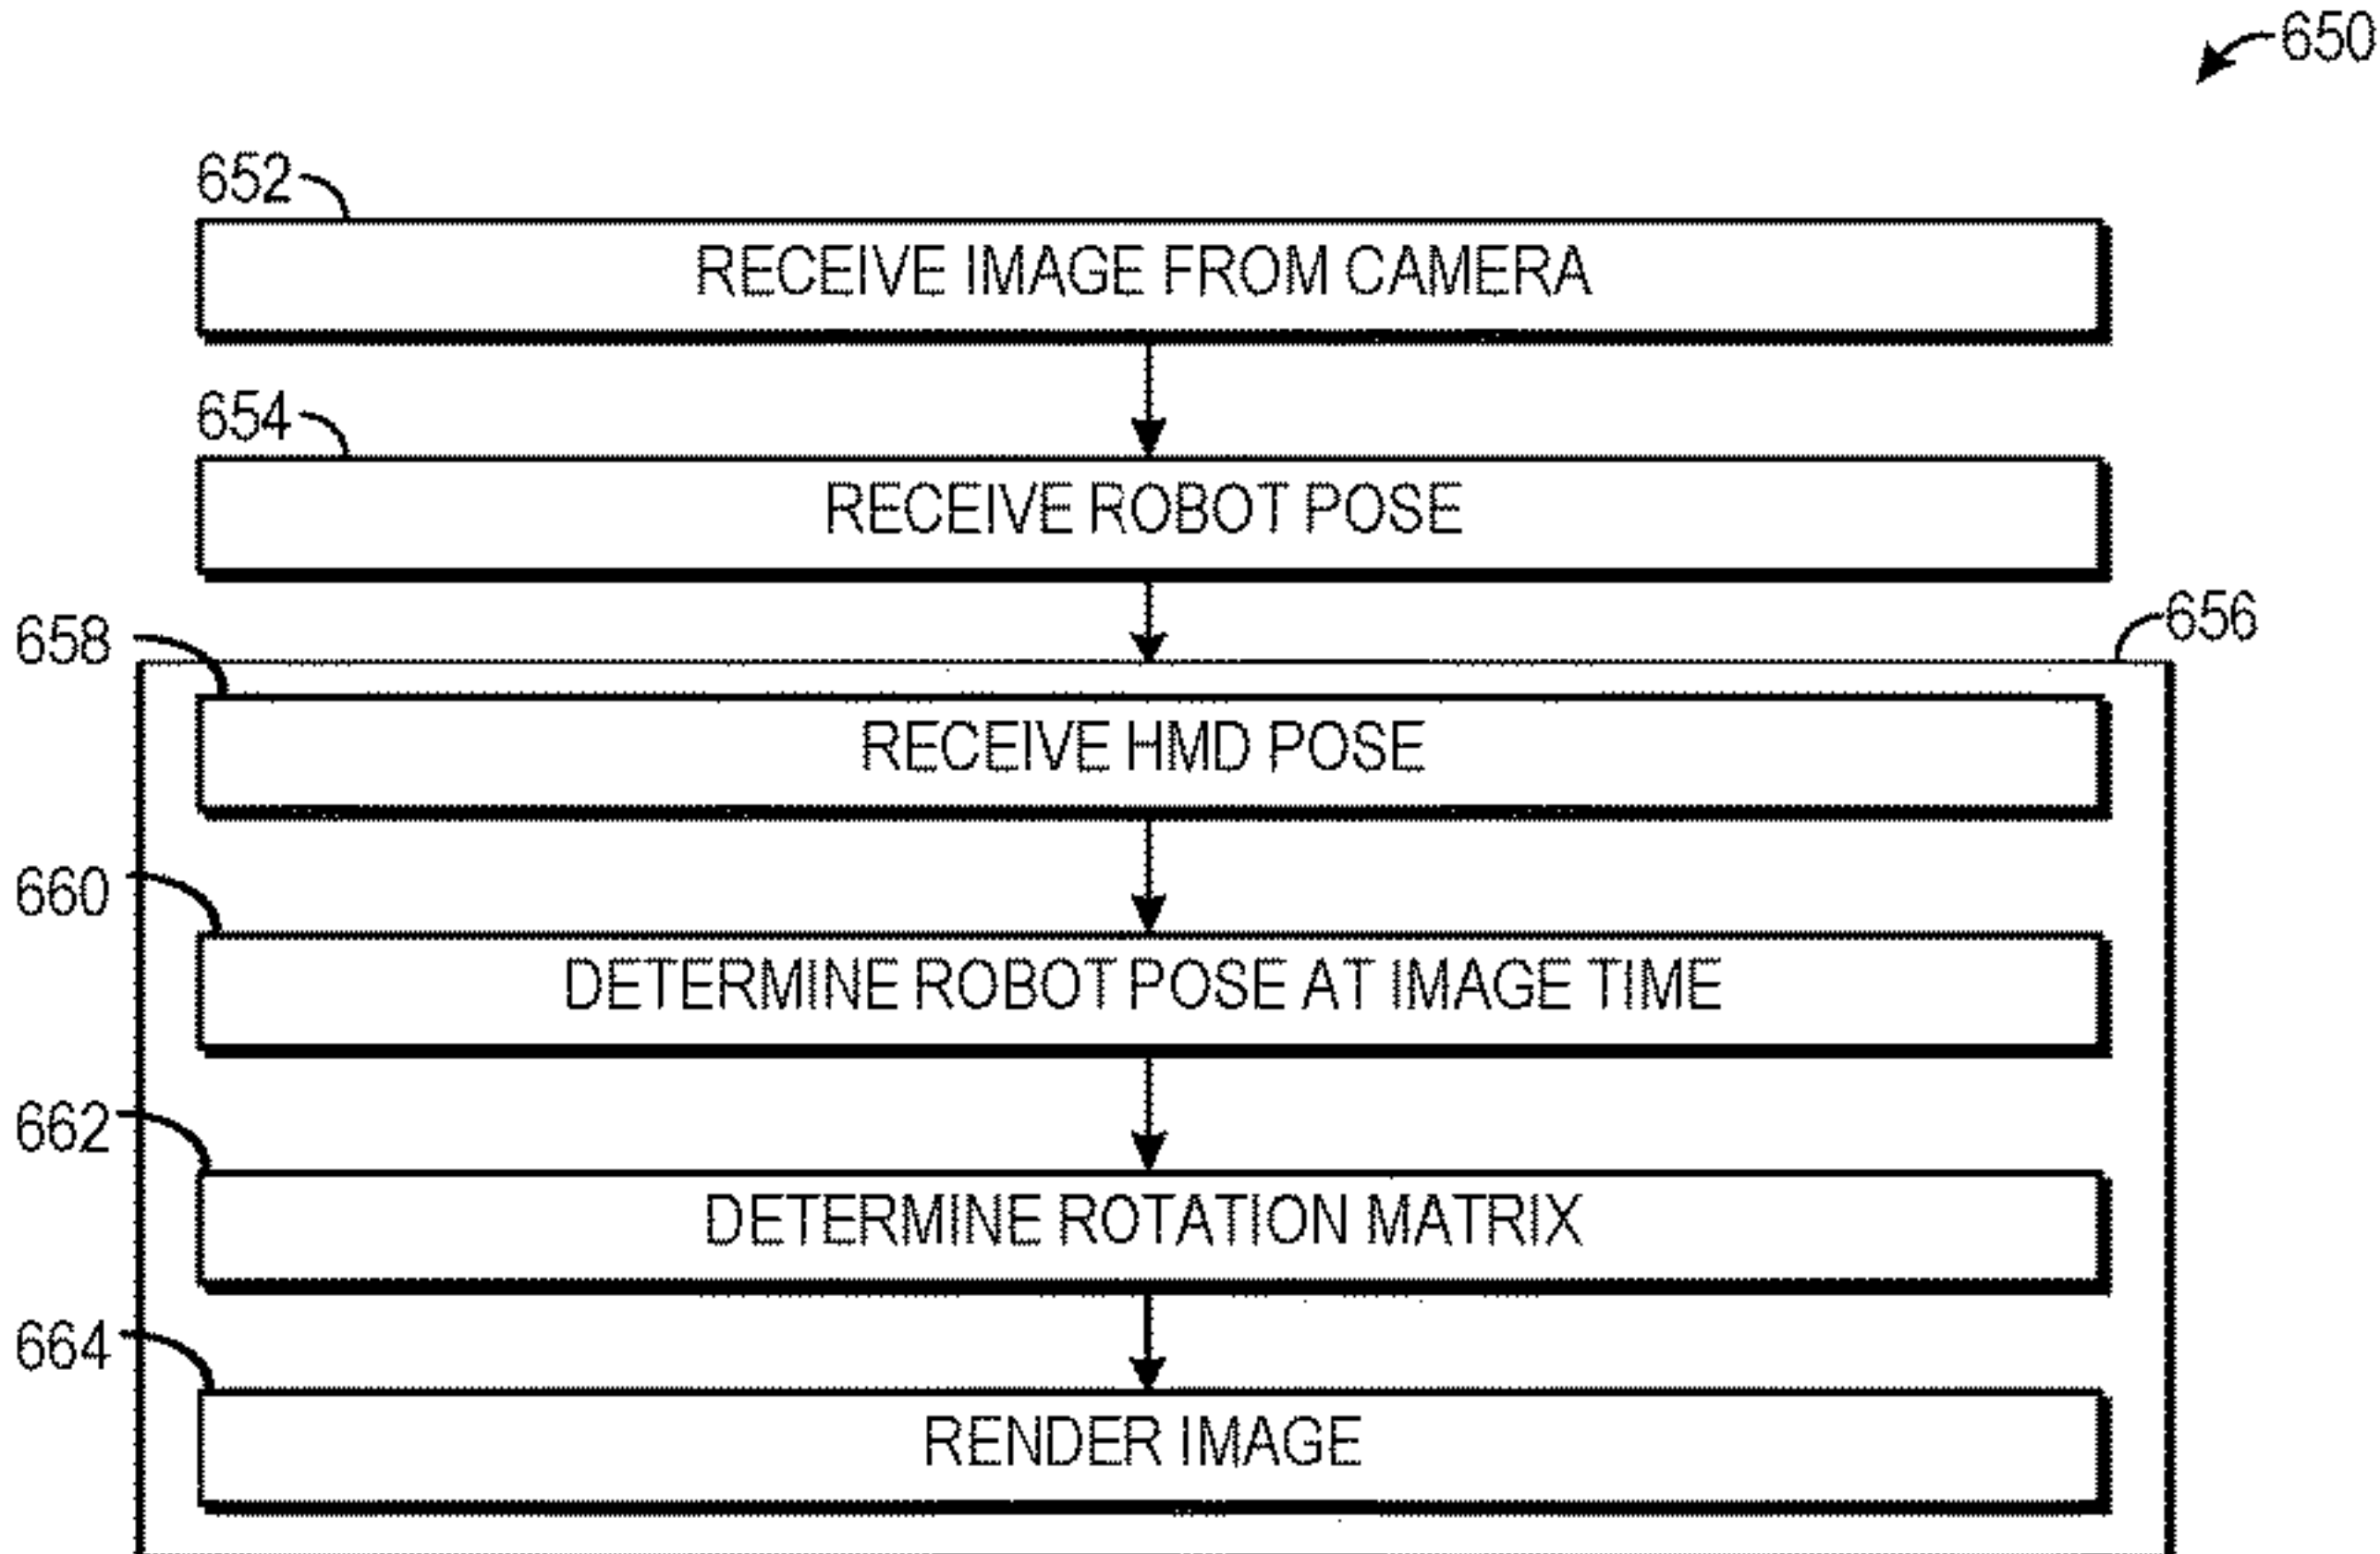 650
652
RECEIVE IMAGE FROM CAMERA
654
RECEIVE ROBOT POSE
656
658
RECEIVE HMD POSE
660
DETERMINE ROBOT POSE AT IMAGE TIME
662
DETERMINE ROTATION MATRIX
664
RENDER IMAGE